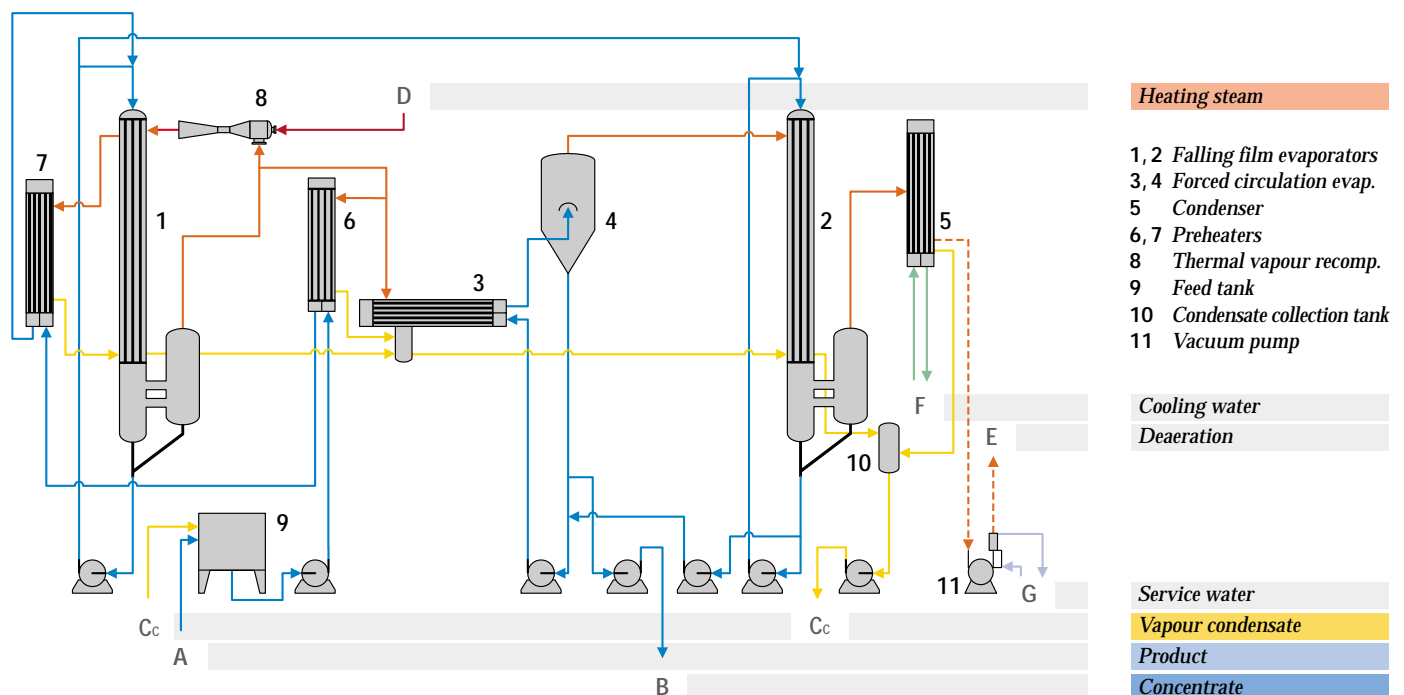 D
8
7
1
6
3
4
2
5
F
E
10
9
11
G
Cc
Cc
A
B
Heating steam
1, 2 Falling film evaporators
3, 4 Forced circulation evap.
5 Condenser
6, 7 Preheaters
8 Thermal vapour recomp.
9 Feed tank
10 Condensate collection tank
11 Vacuum pump
Cooling water
Deaeration
Service water
Vapour condensate
Product
Concentrate